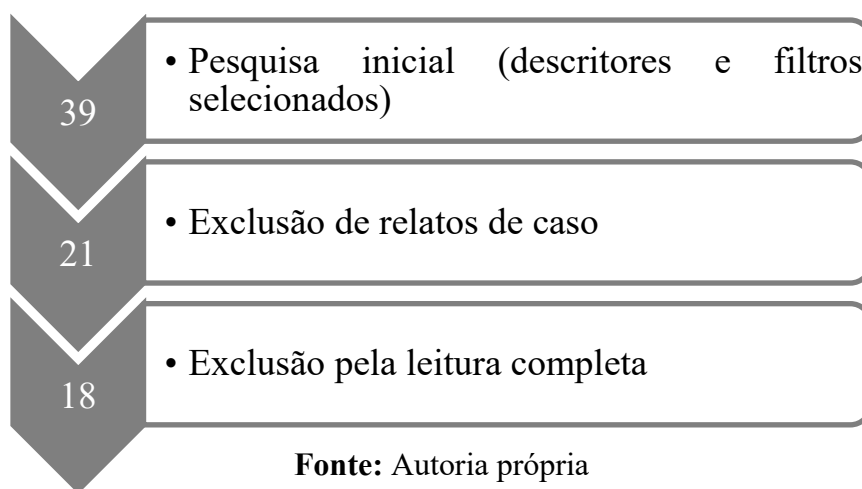 39
• Pesquisa inicial (descritores e filtros
selecionados)
21
• Exclusão de relatos de caso
18
• Exclusão pela leitura completa
Fonte: Autoria própria